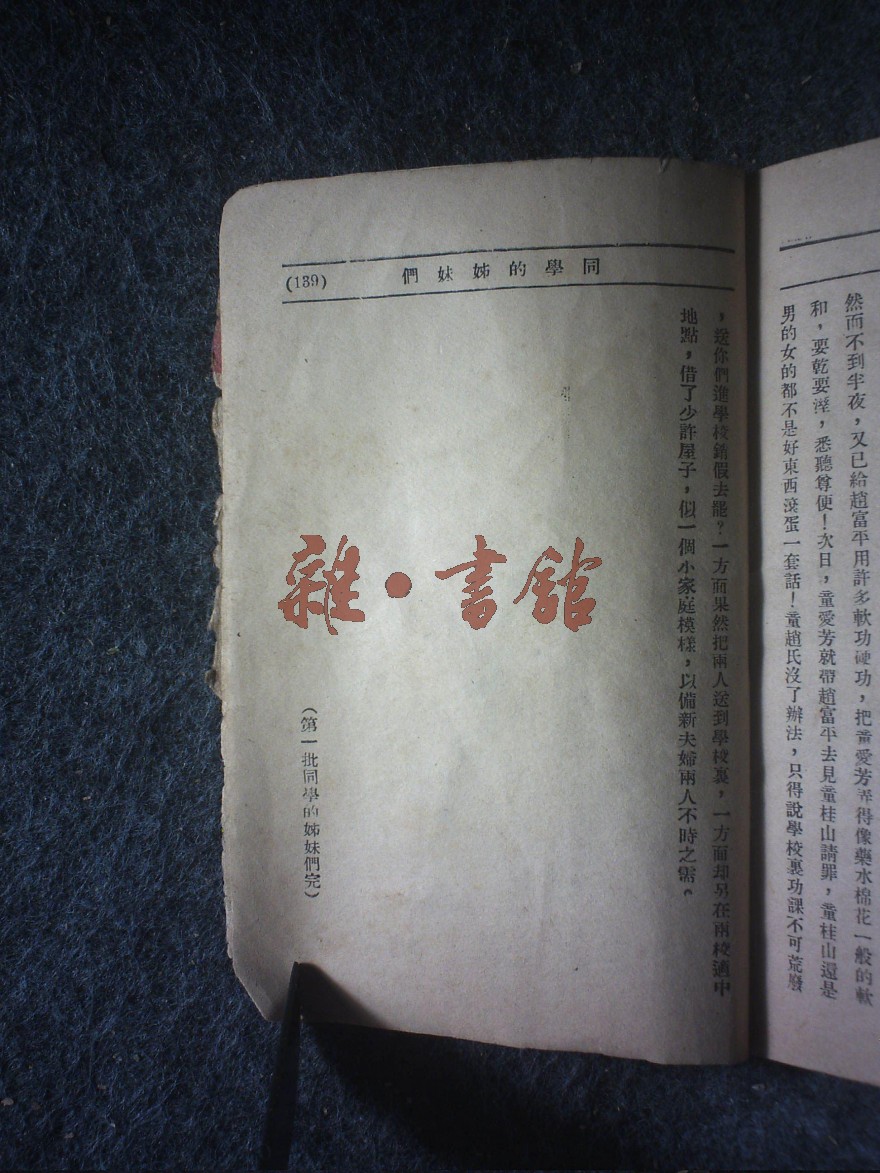 然而不到半夜，又已給趙富平用許多軟功硬功，把童愛芳弄得像藥水棉花一般的軟
和，要乾要溼，悉聽尊便！次日，童愛芳就帶趙富平去見童桂山請罪，童桂山還是
男的女的都不是好東西滾蛋一套話！童趙氏沒了辦法，只得說學校裏功課不可荒廢
同學的姊妹們
(139)
，送你們進學校銷假去罷？一方面果然把兩人送到學校裏，一方面却另在兩校適中
地點，借了少許屋子，似一個小家庭模樣，以備新夫婦兩人不時之需。
（第一批同學的姊妹們完）
雜·書館